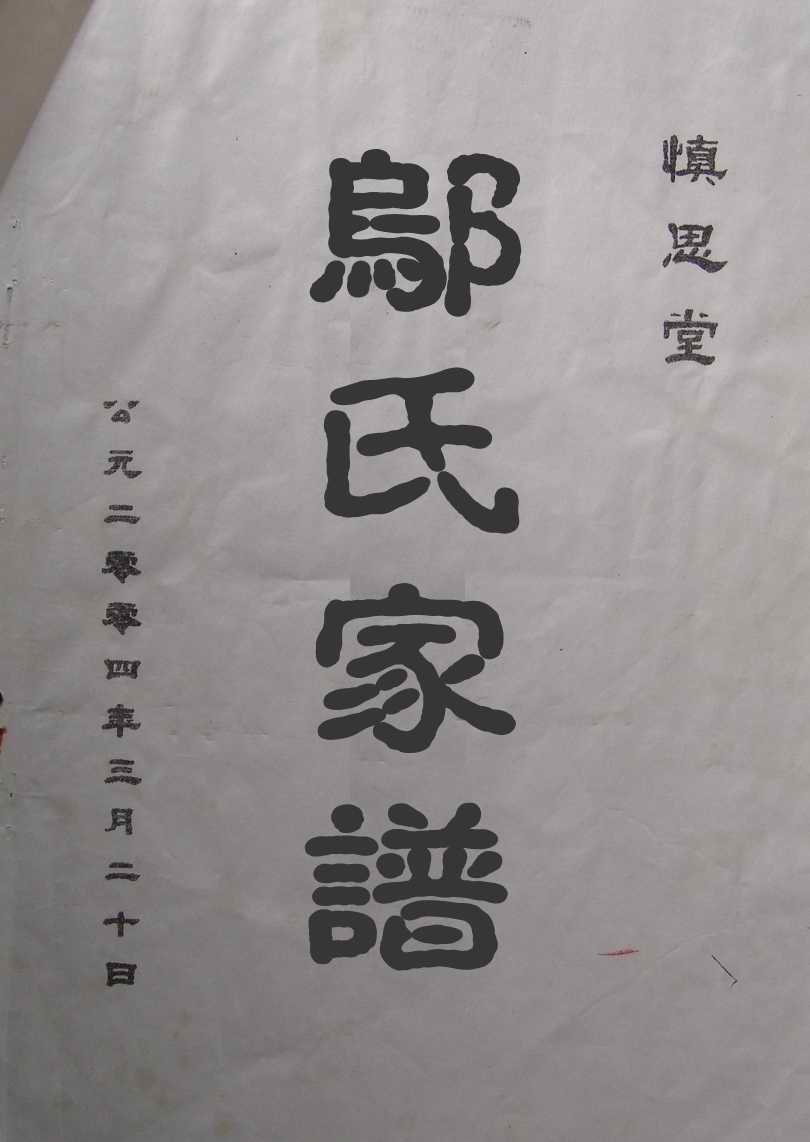 慎思堂
鄔氏家譜
公元二零零四年三月二十日